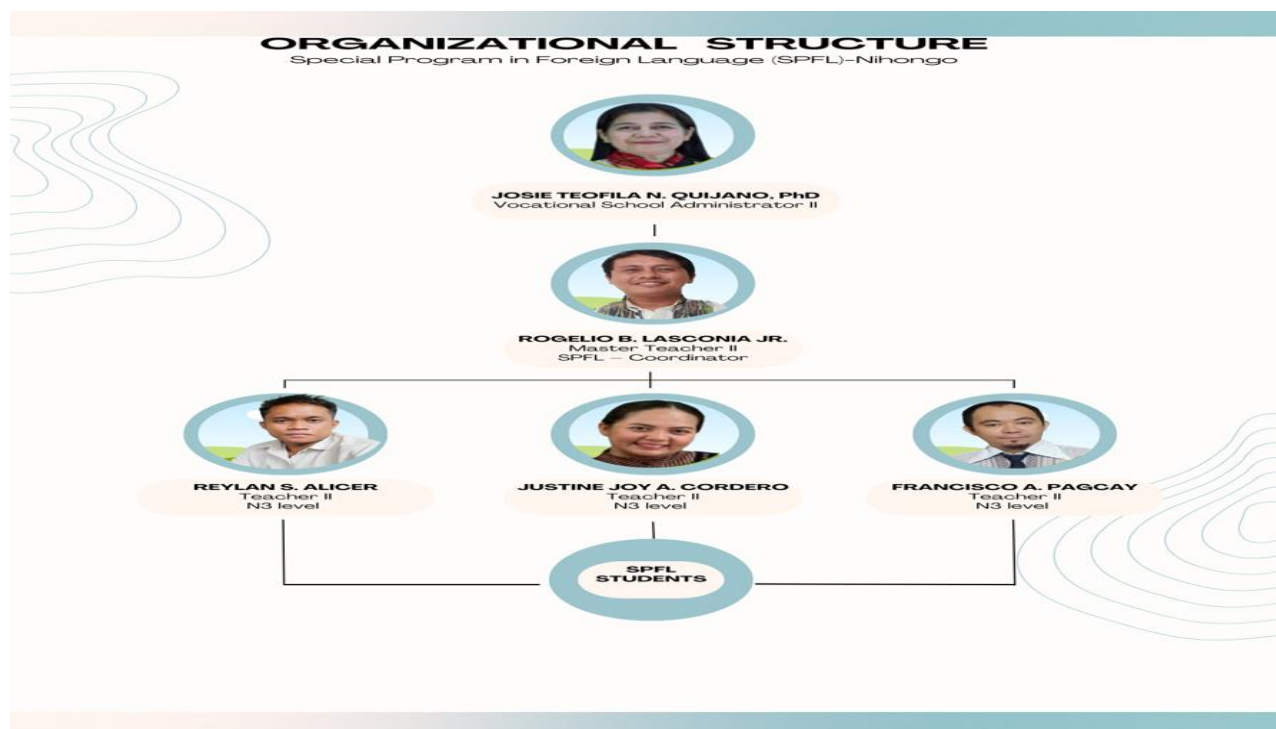 ORGANIZATIONAL STRUCTURE
Special Program in Foreign Language (SPFL)-Nihongo
JOSIE TEOFILA N. QUIJANO, PhD
Vocational School Administrator II
ROGELIO B. LASCONIA JR.
Master Teacher II
SPFL – Coordinator
REYLAN S. ALICER
Teacher II
N3 level
JUSTINE JOY A. CORDERO
Teacher II
N3 level
FRANCISCO A. PAGCAY
Teacher II
N3 level
SPFL
STUDENTS